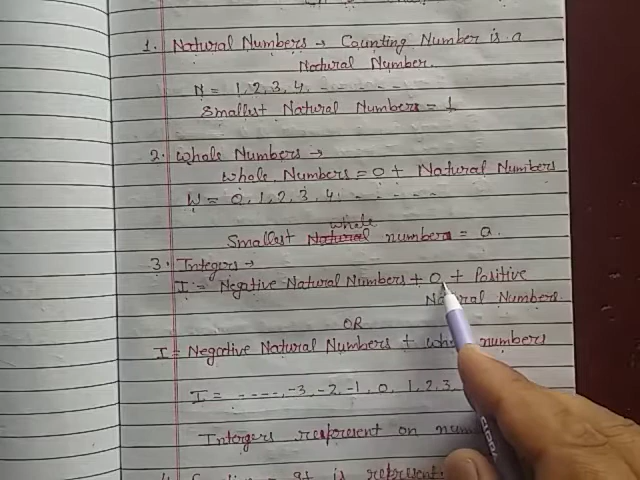 1. Natural Numbers → Counting Number is a
Natural Number.
N = 1, 2, 3, 4, - - - - - - -
Smallest Natural Numbers = 1
2. Whole Numbers →
Whole Numbers = 0 + Natural Numbers
W = 0, 1, 2, 3, 4, - - - - - - -
whole
Smallest Natural number = 0.
3. Integers →
I = Negative Natural Numbers + 0 + Positive
Natural Numbers.
OR
I = Negative Natural Numbers + whole numbers
I = - - - -, -3, -2, -1, 0, 1, 2, 3
Intergers represent on
4.